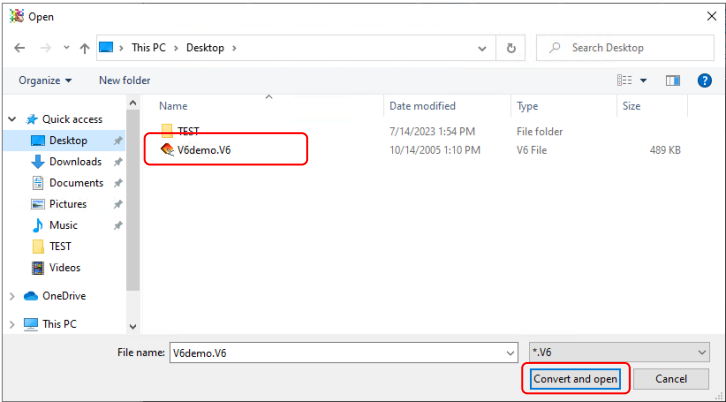 Open
This PC > Desktop >
Search Desktop
Organize New folder
Name Date modified Type Size
Quick access
Desktop
Downloads
Documents
Pictures
Music
TEST
Videos
OneDrive
This PC
TEST 7/14/2023 1:54 PM File folder
V6demo.V6 10/14/2005 1:10 PM V6 File 489 KB
File name: V6demo.V6 *.V6
Convert and open Cancel